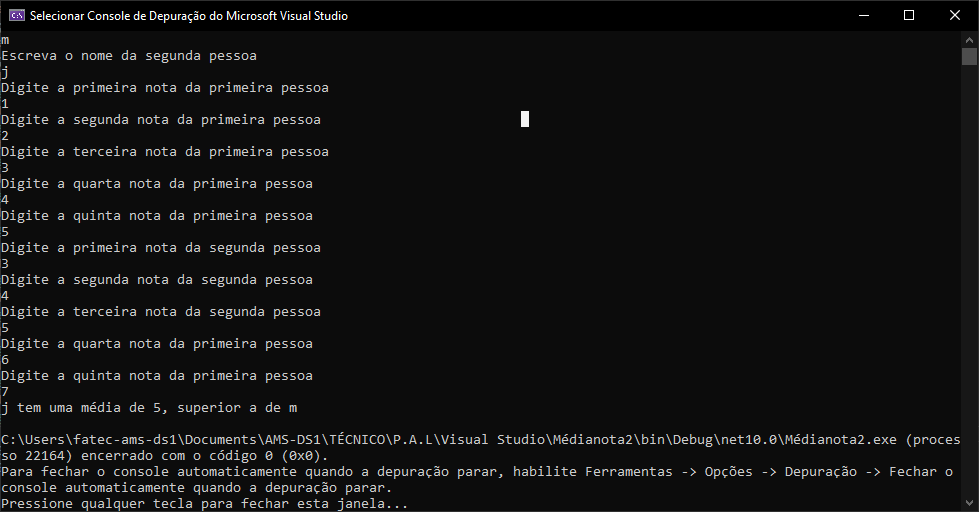 Selecionar Console de Depuração do Microsoft Visual Studio
m
Escreva o nome da segunda pessoa
j
Digite a primeira nota da primeira pessoa
1
Digite a segunda nota da primeira pessoa
2
Digite a terceira nota da primeira pessoa
3
Digite a quarta nota da primeira pessoa
4
Digite a quinta nota da primeira pessoa
5
Digite a primeira nota da segunda pessoa
3
Digite a segunda nota da segunda pessoa
4
Digite a terceira nota da segunda pessoa
5
Digite a quarta nota da primeira pessoa
6
Digite a quinta nota da primeira pessoa
7
j tem uma média de 5, superior a de m
C:\Users\fatec-ams-ds1\Documents\AMS-DS1\TÉCNICO\P.A.L\Visual Studio\Médianota2\bin\Debug\net10.0\Médianota2.exe (proces
so 22164) encerrado com o código 0 (0x0).
Para fechar o console automaticamente quando a depuração parar, habilite Ferramentas -> Opções -> Depuração -> Fechar o
console automaticamente quando a depuração parar.
Pressione qualquer tecla para fechar esta janela...